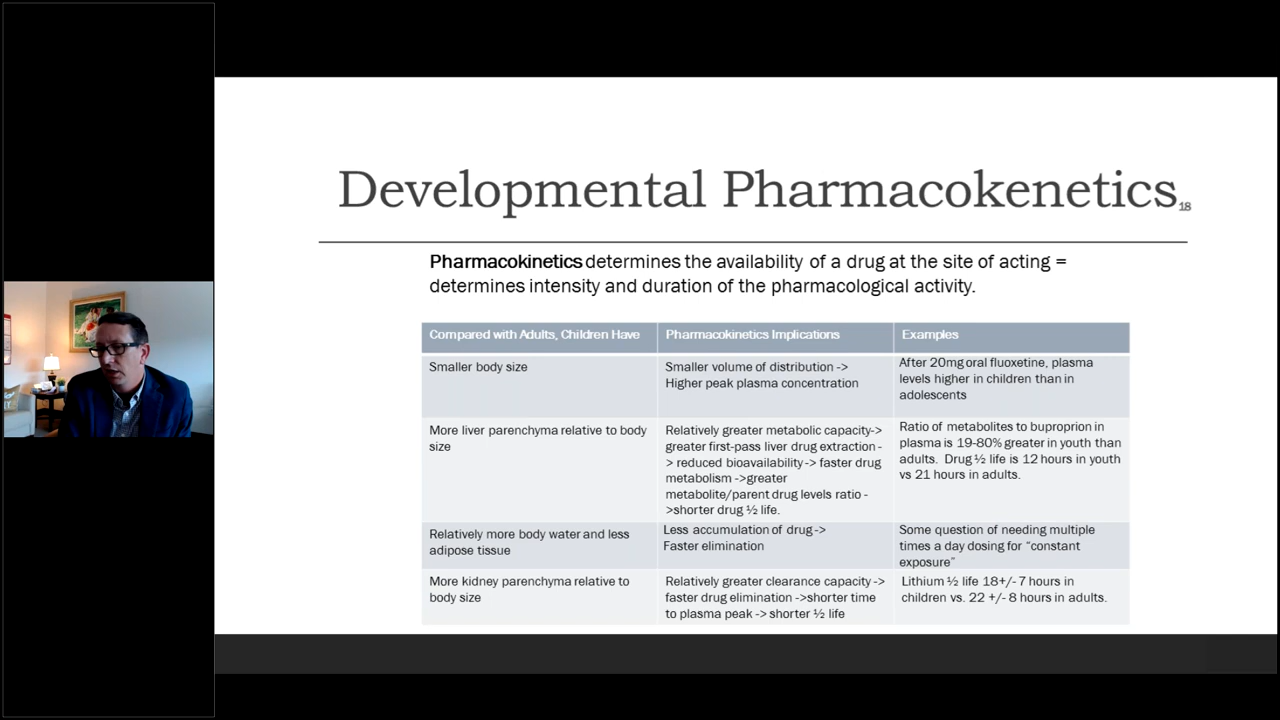 Developmental Pharmacokenetics18
Pharmacokinetics determines the availability of a drug at the site of acting =
determines intensity and duration of the pharmacological activity.
Compared with Adults, Children Have
Pharmacokinetics Implications
Examples
Smaller body size
Smaller volume of distribution ->
Higher peak plasma concentration
After 20mg oral fluoxetine, plasma
levels higher in children than in
adolescents
More liver parenchyma relative to body
size
Relatively greater metabolic capacity->
greater first-pass liver drug extraction -
> reduced bioavailability-> faster drug
metabolism ->greater
metabolite/parent drug levels ratio -
>shorter drug ½ life.
Ratio of metabolites to buproprion in
plasma is 19-80% greater in youth than
adults. Drug ½ life is 12 hours in youth
vs 21 hours in adults.
Relatively more body water and less
adipose tissue
Less accumulation of drug->
Faster elimination
Some question of needing multiple
times a day dosing for “constant
exposure”
More kidney parenchyma relative to
body size
Relatively greater clearance capacity ->
faster drug elimination ->shorter time
to plasma peak -> shorter ½ life
Lithium ½ life 18+/- 7 hours in
children vs. 22 +/- 8 hours in adults.